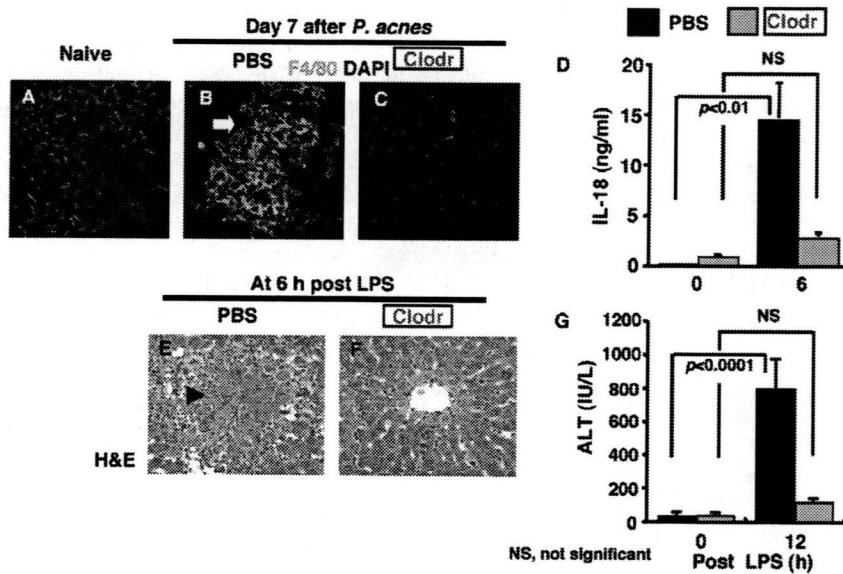 Day 7 after P. acnes
Naive PBS Clodr
F4/80 DAPI
A B C
At 6 h post LPS
PBS Clodr
E F
H&E
PBS Clodr
D
NS
p<0.01
IL-18 (ng/ml)
20
15
10
5
0
0 6
G
NS
p<0.0001
ALT (IU/L)
1200
1000
800
600
400
200
0
0 12
NS, not significant Post LPS (h)